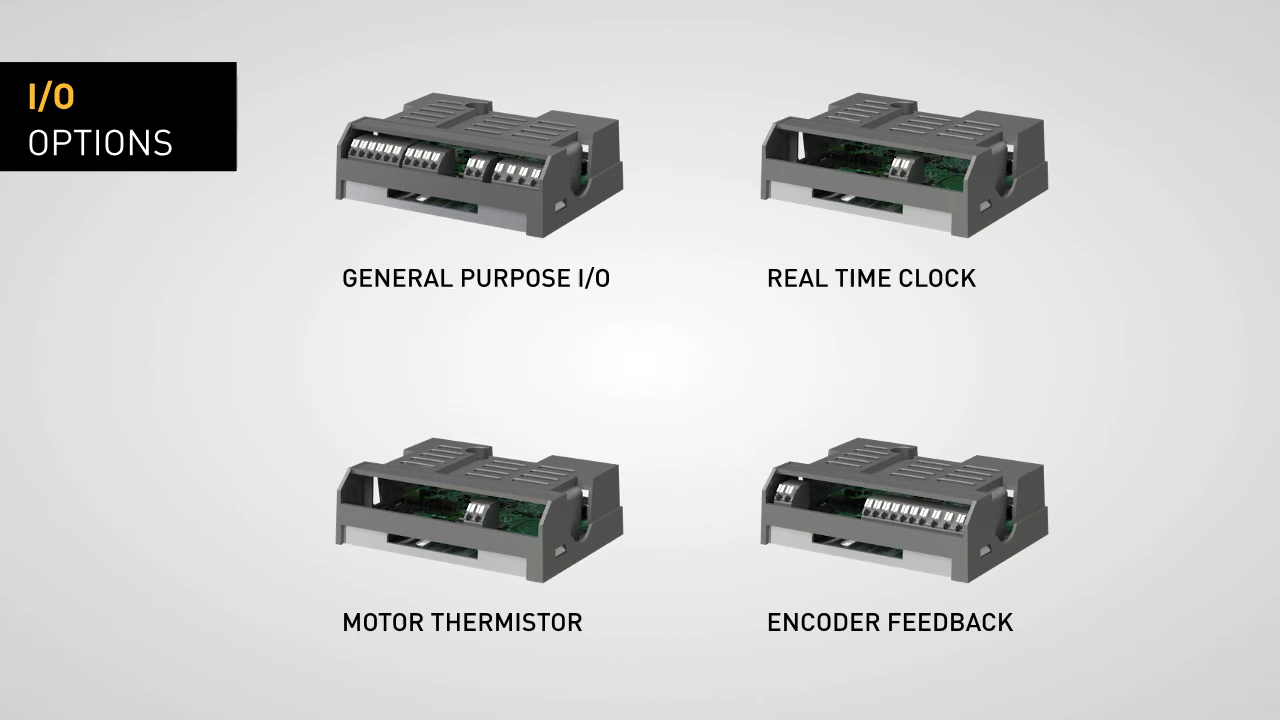 I/O
OPTIONS
GENERAL PURPOSE I/O
REAL TIME CLOCK
MOTOR THERMISTOR
ENCODER FEEDBACK